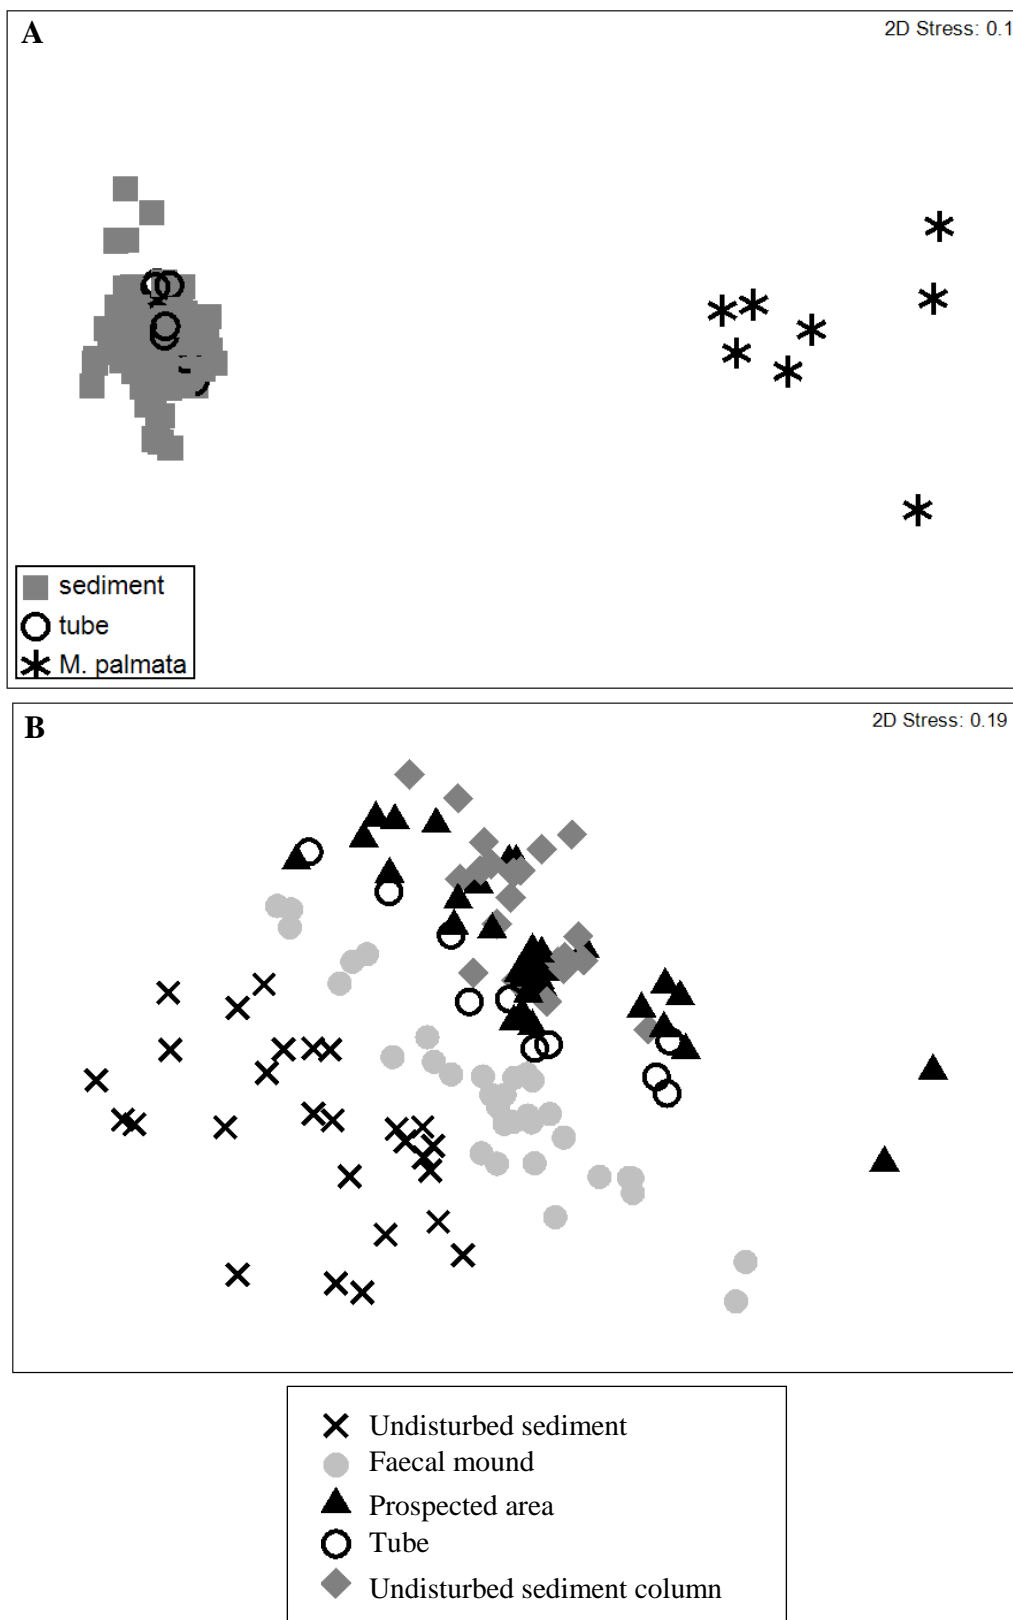 A
2D Stress: 0.1
sediment
tube
M. palmata
B
2D Stress: 0.19
Undisturbed sediment
Faecal mound
Prospected area
Tube
Undisturbed sediment column